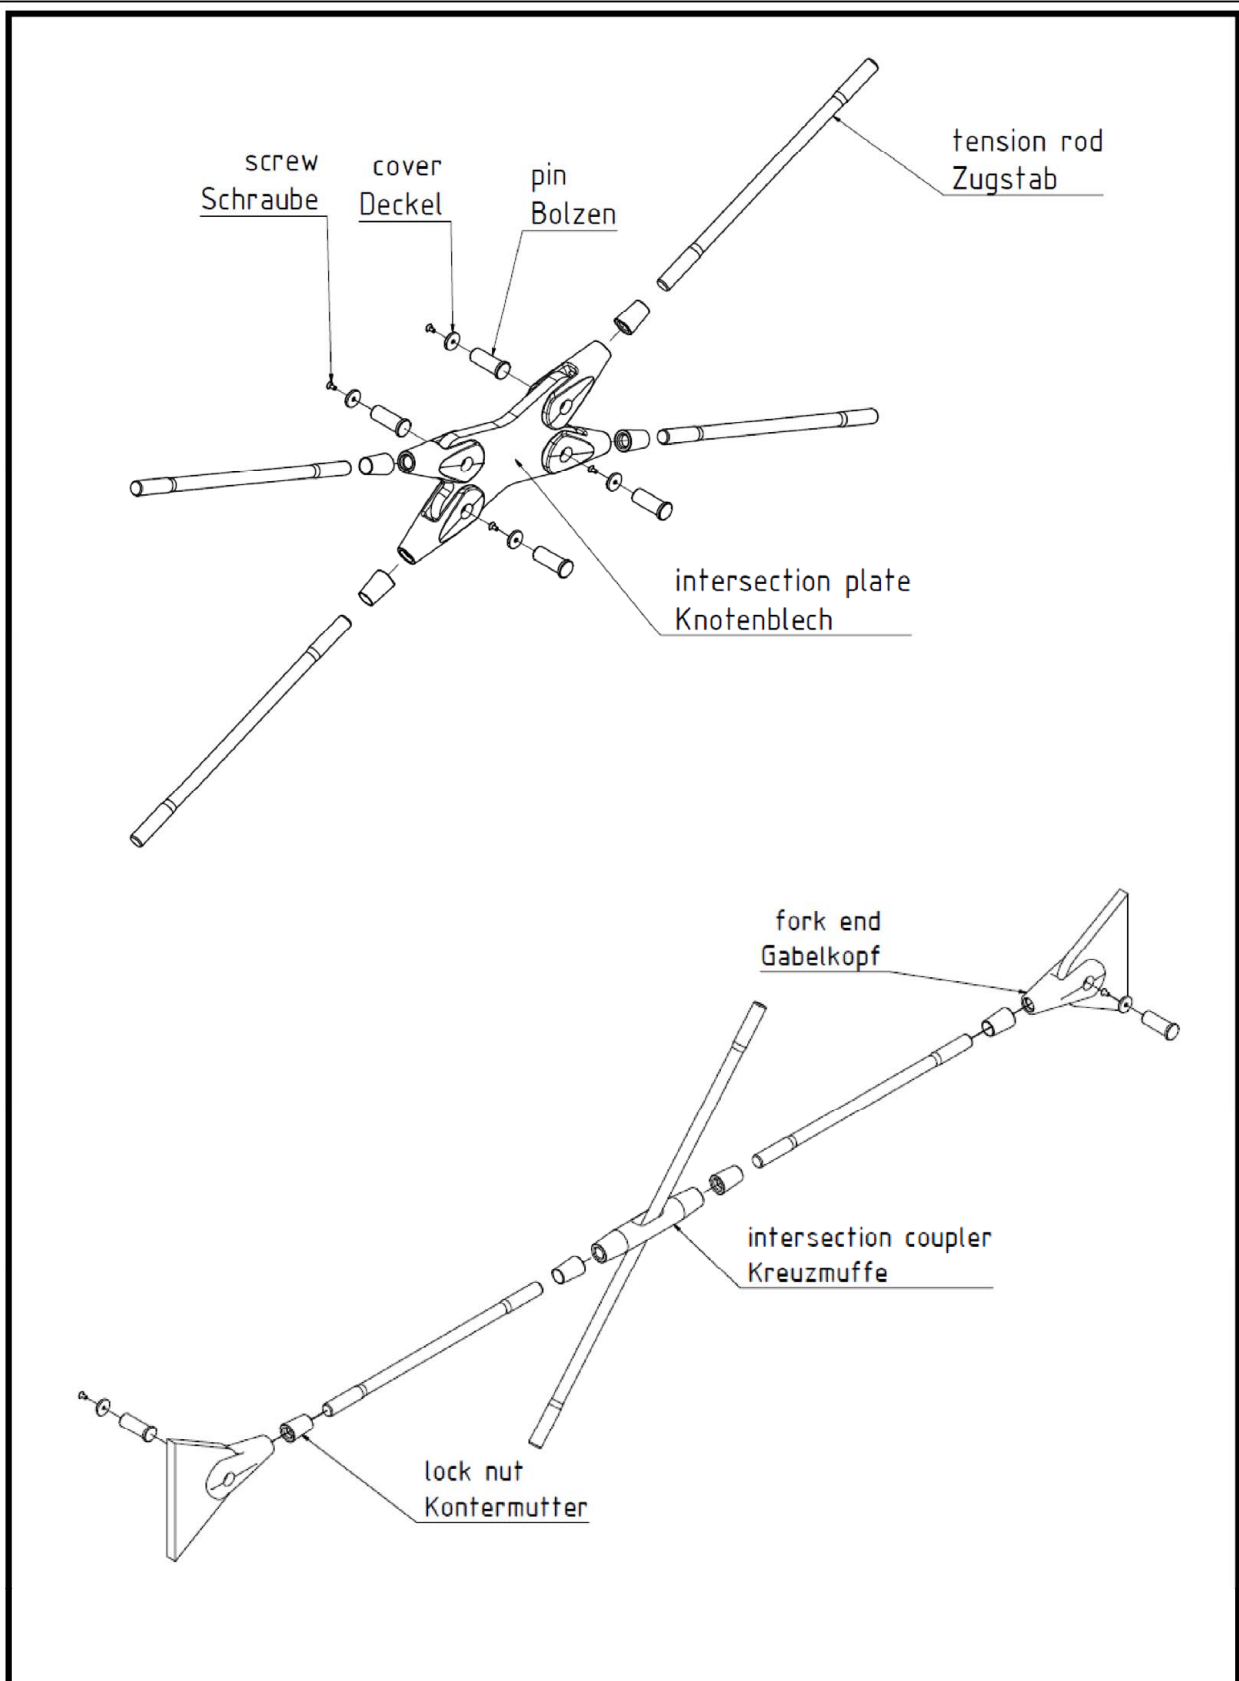 screw
Schraube
cover
Deckel
pin
Bolzen
tension rod
Zugstab
intersection plate
Knotenblech
fork end
Gabelkopf
intersection coupler
Kreuzmuffe
lock nut
Kontermutter